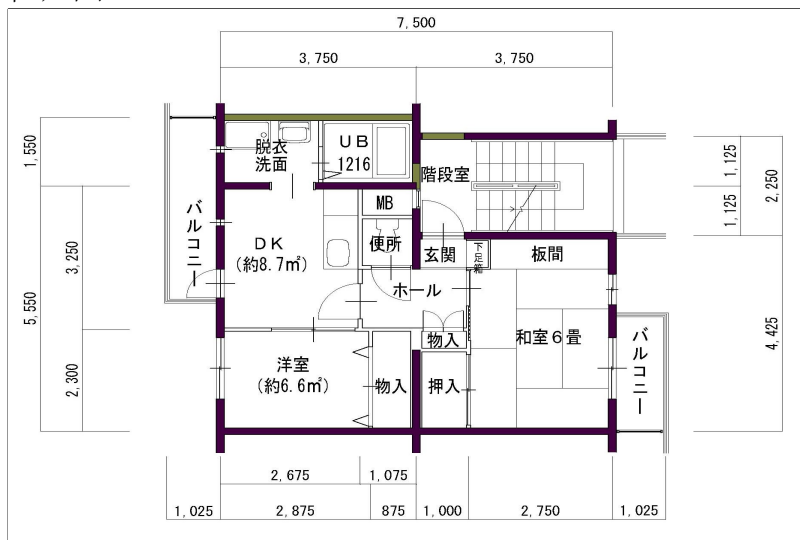 7,500
3,750
3,750
1,550
脱衣
洗面
UB
1216
階段室
1,125
2,250
1,125
バルコニー
MB
3,250
DK
(約8.7㎡)
便所
玄関
下足箱
板間
5,550
ホール
4,425
物入
和室6畳
バルコニー
2,300
洋室
(約6.6㎡)
物入
押入
2,675
1,075
1,025
2,875
875
1,000
2,750
1,025